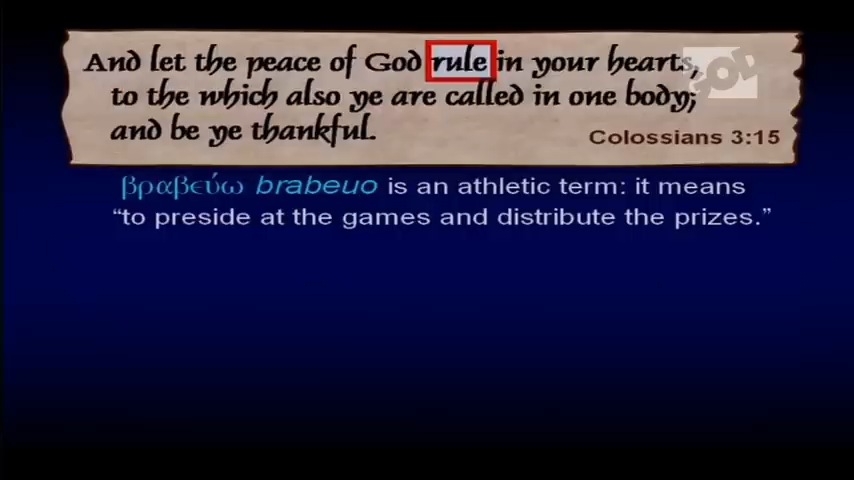 And let the peace of God rule in your hearts,
to the which also ye are called in one body;
and be ye thankful.
Colossians 3:15
GOD
βραβεύω brabeuo is an athletic term: it means
“to preside at the games and distribute the prizes.”